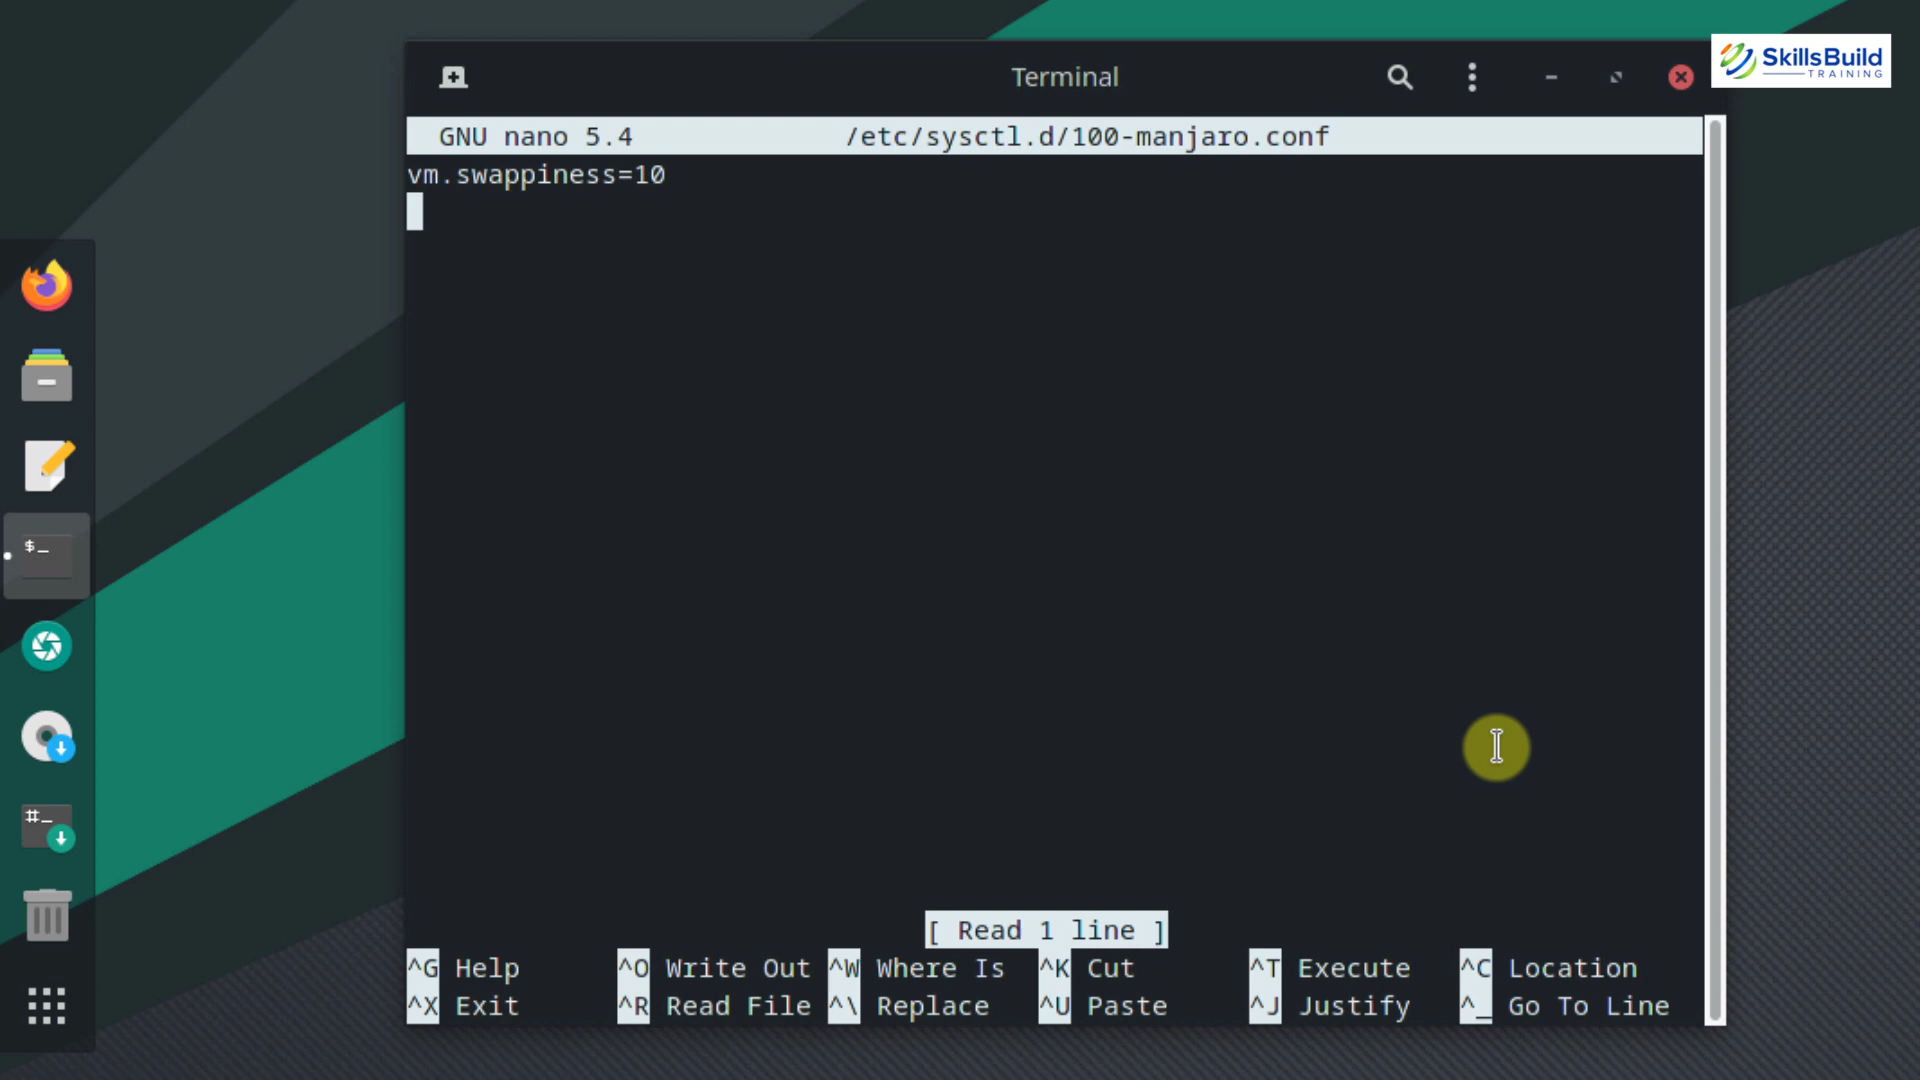 SkillsBuild
TRAINING
Terminal
GNU nano 5.4 /etc/sysctl.d/100-manjaro.conf
vm.swappiness=10
$_
#_
[ Read 1 line ]
^G Help ^O Write Out ^W Where Is ^K Cut ^T Execute ^C Location
^X Exit ^R Read File ^\ Replace ^U Paste ^J Justify ^_ Go To Line